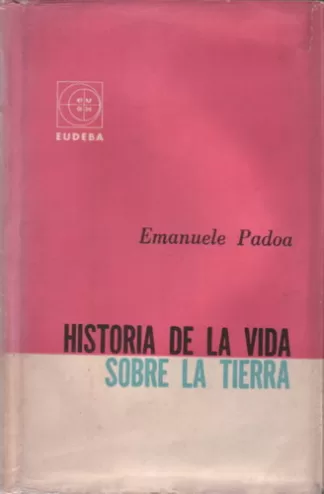 EUDEBA
Emanuele Padoa
HISTORIA DE LA VIDA
SOBRE LA TIERRA